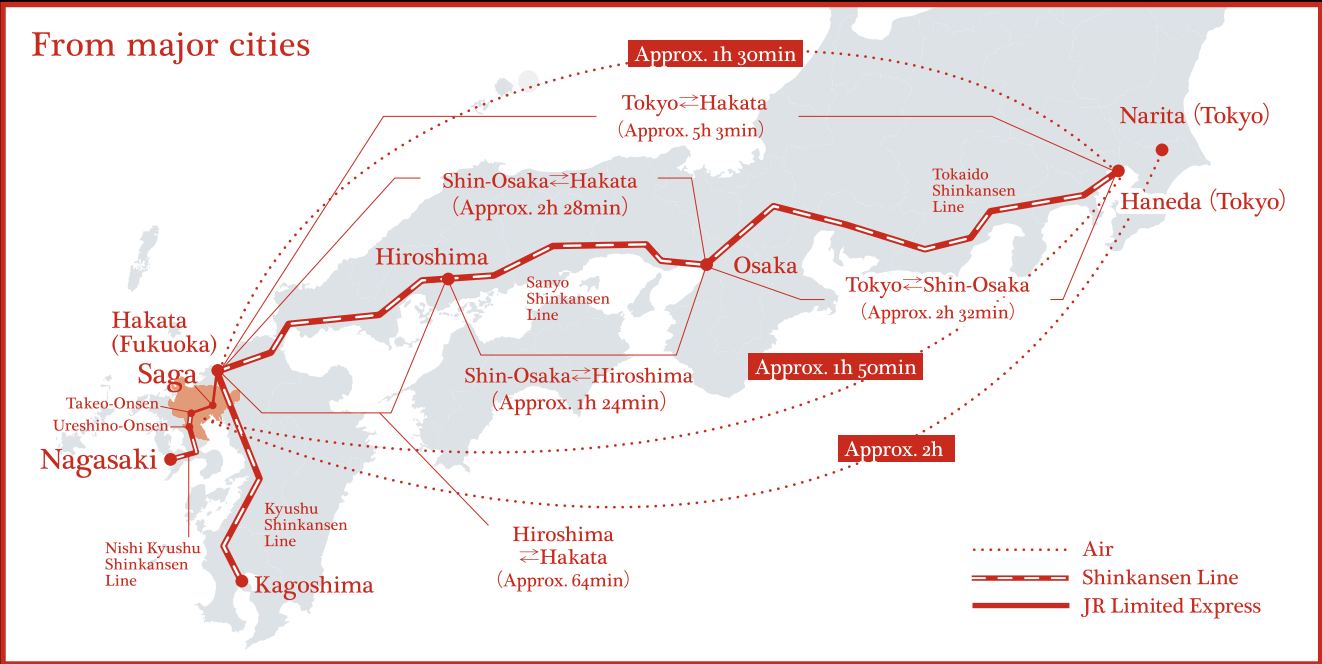 From major cities
Approx. 1h 30min
Tokyo⇄Hakata
(Approx. 5h 3min)
Narita (Tokyo)
Shin-Osaka⇄Hakata
(Approx. 2h 28min)
Tokaido
Shinkansen
Line
Haneda (Tokyo)
Hiroshima
Osaka
Sanyo
Shinkansen
Line
Tokyo⇄Shin-Osaka
(Approx. 2h 32min)
Hakata
(Fukuoka)
Saga
Shin-Osaka⇄Hiroshima
(Approx. 1h 24min)
Approx. 1h 50min
Takeo-Onsen
Ureshino-Onsen
Nagasaki
Approx. 2h
Kyushu
Shinkansen
Line
Nishi Kyushu
Shinkansen
Line
Hiroshima
⇄Hakata
(Approx. 64min)
Kagoshima
Air
Shinkansen Line
JR Limited Express